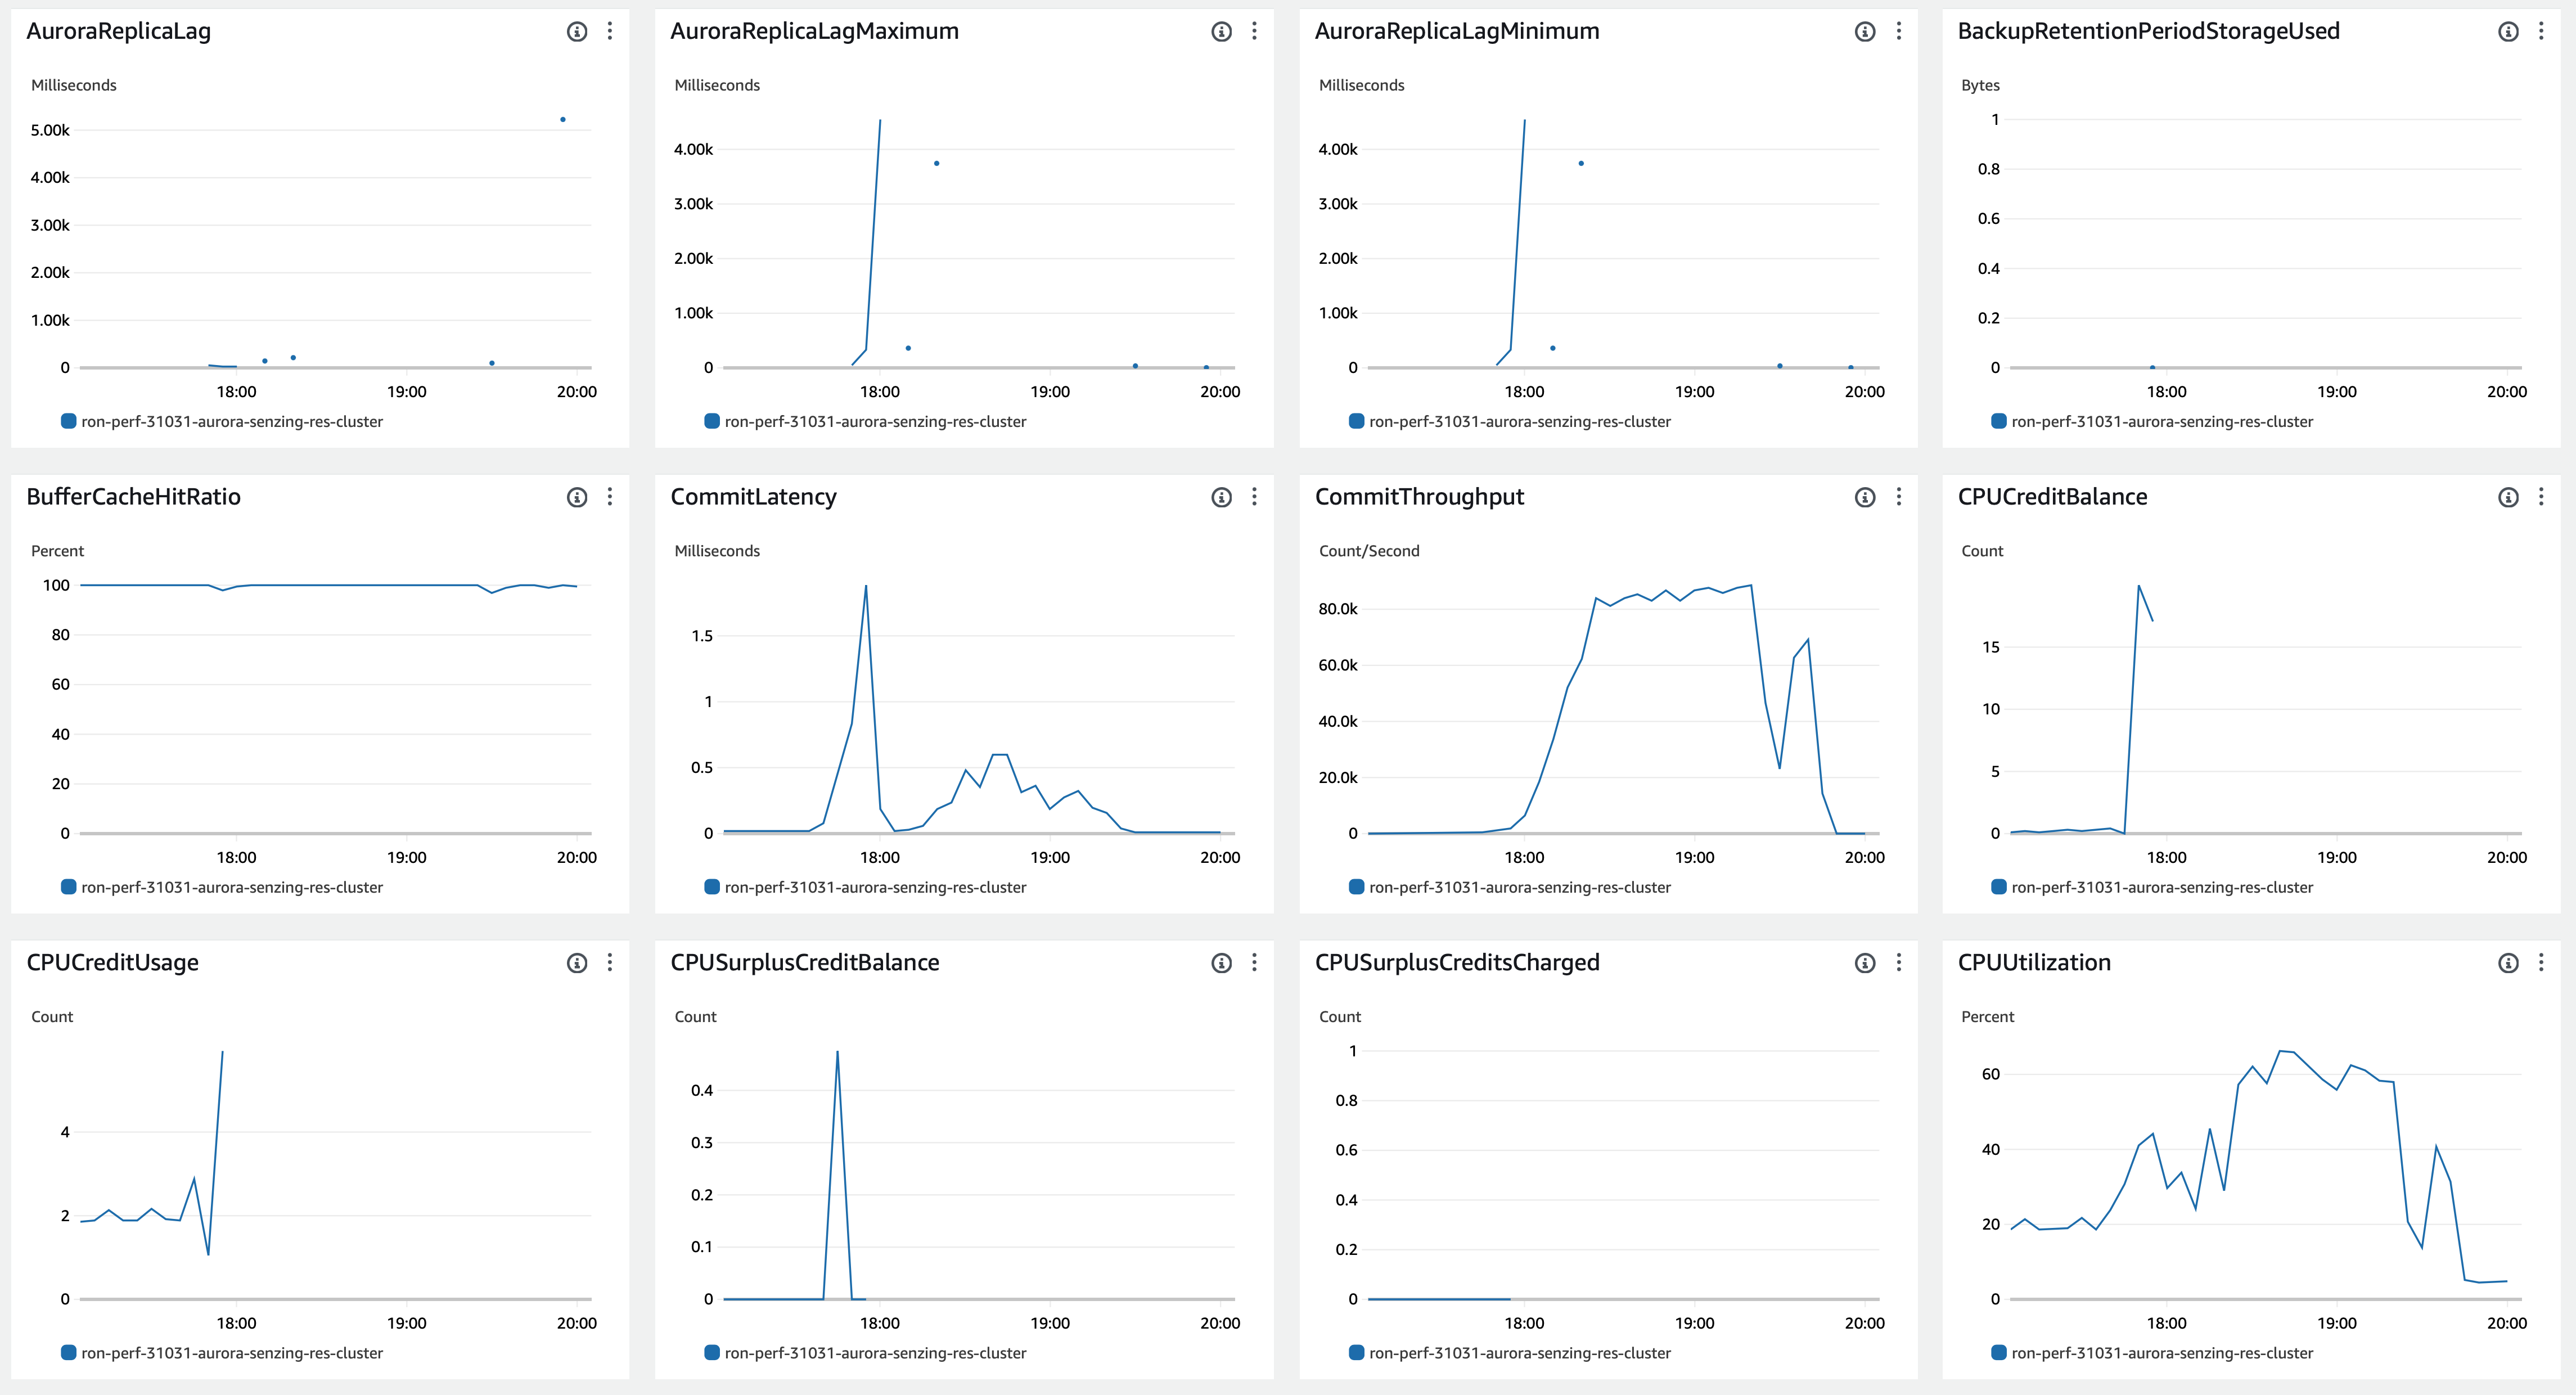 AuroraReplicaLag
Milliseconds
5.00k
4.00k
3.00k
2.00k
1.00k
0
18:00 19:00 20:00
ron-perf-31031-aurora-senzing-res-cluster
AuroraReplicaLagMaximum
Milliseconds
4.00k
3.00k
2.00k
1.00k
0
18:00 19:00 20:00
ron-perf-31031-aurora-senzing-res-cluster
AuroraReplicaLagMinimum
Milliseconds
4.00k
3.00k
2.00k
1.00k
0
18:00 19:00 20:00
ron-perf-31031-aurora-senzing-res-cluster
BackupRetentionPeriodStorageUsed
Bytes
1
0.8
0.6
0.4
0.2
0
18:00 19:00 20:00
ron-perf-31031-aurora-senzing-res-cluster
BufferCacheHitRatio
Percent
100
80
60
40
20
0
18:00 19:00 20:00
ron-perf-31031-aurora-senzing-res-cluster
CommitLatency
Milliseconds
1.5
1
0.5
0
18:00 19:00 20:00
ron-perf-31031-aurora-senzing-res-cluster
CommitThroughput
Count/Second
80.0k
60.0k
40.0k
20.0k
0
18:00 19:00 20:00
ron-perf-31031-aurora-senzing-res-cluster
CPUCreditBalance
Count
15
10
5
0
18:00 19:00 20:00
ron-perf-31031-aurora-senzing-res-cluster
CPUCreditUsage
Count
4
2
0
18:00 19:00 20:00
ron-perf-31031-aurora-senzing-res-cluster
CPUSurplusCreditBalance
Count
0.4
0.3
0.2
0.1
0
18:00 19:00 20:00
ron-perf-31031-aurora-senzing-res-cluster
CPUSurplusCreditsCharged
Count
1
0.8
0.6
0.4
0.2
0
18:00 19:00 20:00
ron-perf-31031-aurora-senzing-res-cluster
CPUUtilization
Percent
60
40
20
0
18:00 19:00 20:00
ron-perf-31031-aurora-senzing-res-cluster